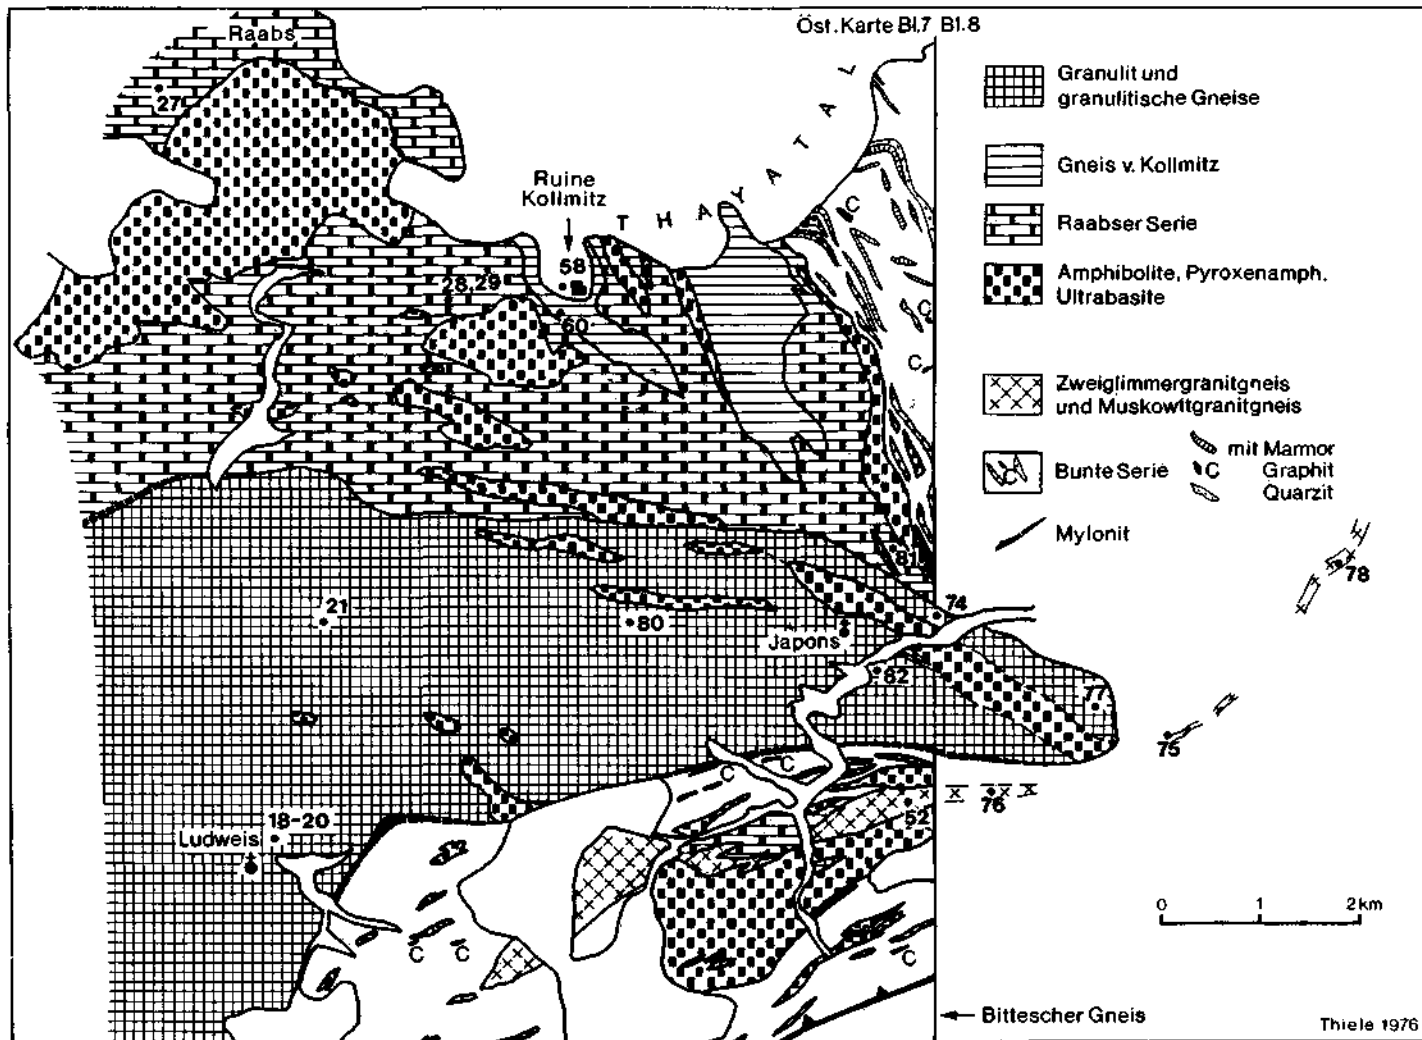 Öst. Karte Bl.7 Bl.8
Raabs
27
Ruine
Kollmitz
THAYATAL
58
28,29
60
C
C
C
81
21
80
Japons
74
82
77
78
75
76
52
C
C
18-20
Ludweis
C
C
C
Granulit und
granulitische Gneise
Gneis v. Kollmitz
Raabser Serie
Amphibolite, Pyroxenamph.
Ultrabasite
Zweiglimmergranitgneis
und Muskowitgranitgneis
Bunte Serie
mit Marmor
C Graphit
Quarzit
Mylonit
0 1 2km
Bittescher Gneis
Thiele 1976